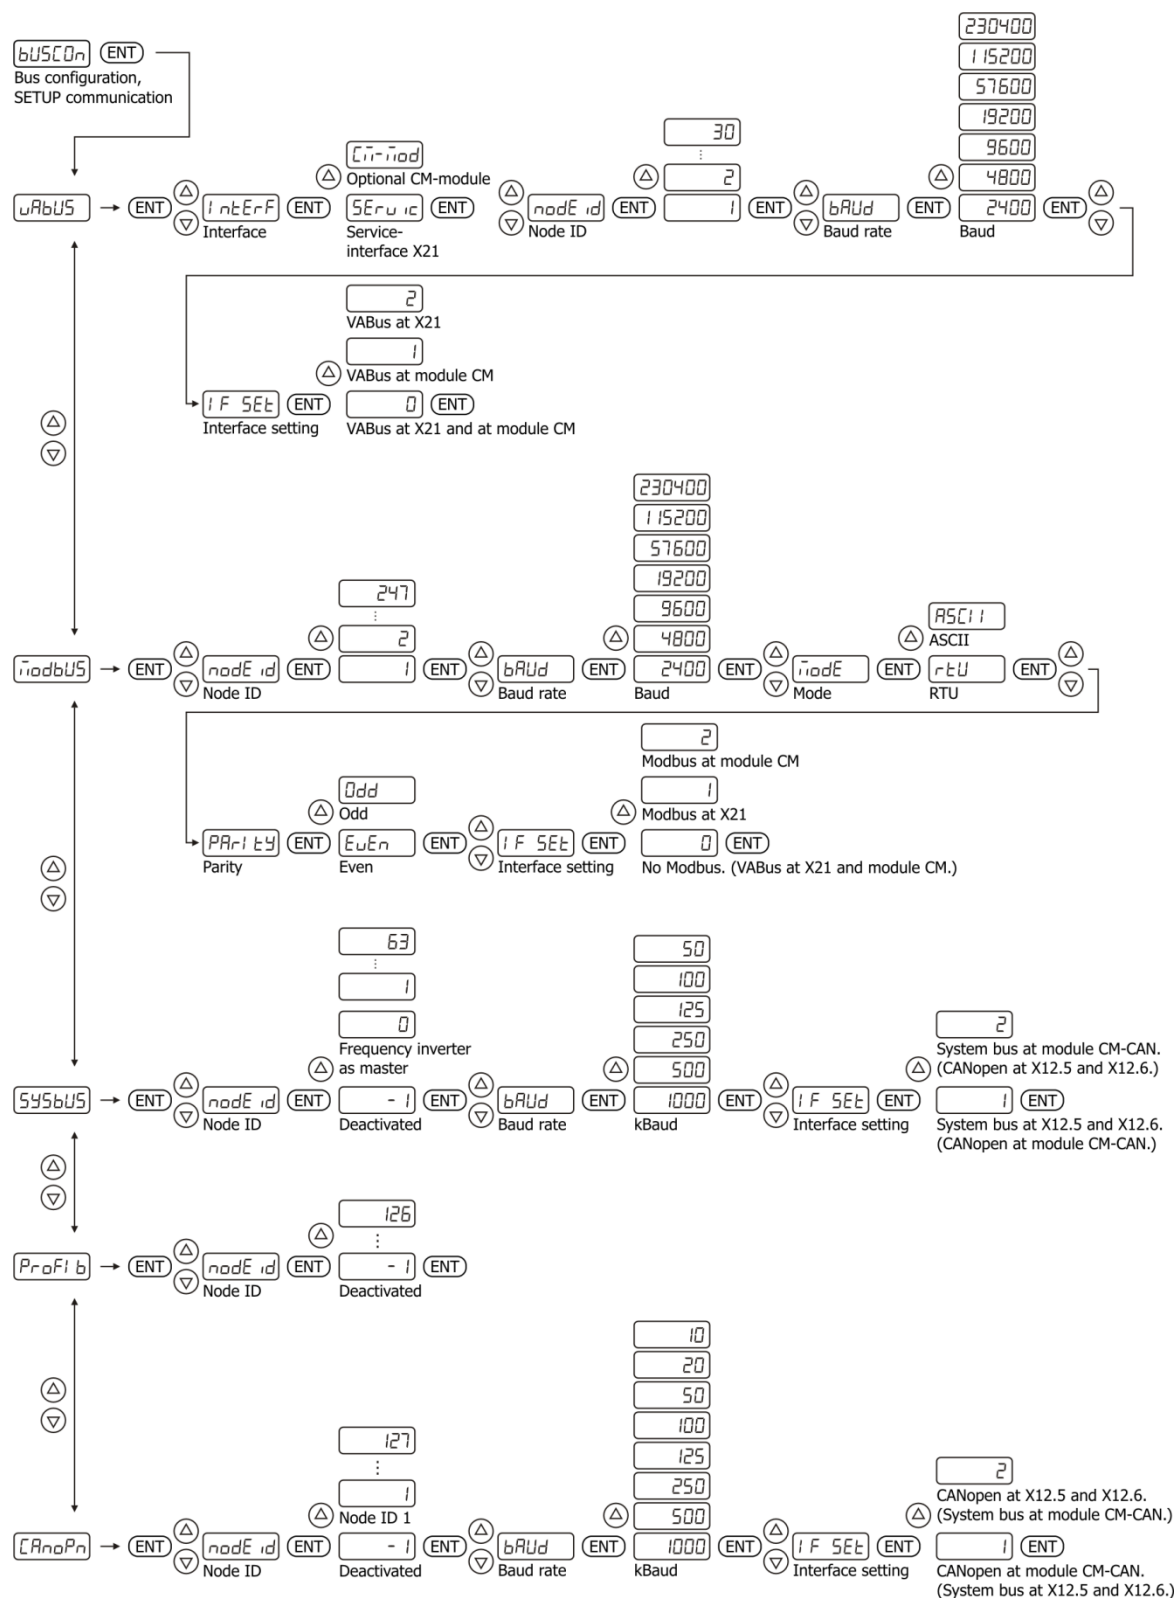 230400
115200
bUSCOn ENT
57600
Bus configuration,
SETUP communication
19200
30
9600
Cm-mod
⋮
Optional CM-module
2
4800
vAbUS → ENT IntErF ENT SErvic ENT nodE id ENT 1 bAUd ENT 2400 ENT
Interface
Service-
interface X21
Node ID
Baud rate
Baud
2
VABus at X21
1
VABus at module CM
IF SEt ENT 0 ENT
Interface setting
VABus at X21 and at module CM
230400
115200
57600
247
19200
⋮
9600
ASCII
2
4800
ASCII
modbUS → ENT nodE id ENT 1 ENT bAUd ENT 2400 ENT modE ENT rtU ENT
Node ID
Baud rate
Baud
Mode
RTU
2
Modbus at module CM
Odd
1
Odd
Modbus at X21
PAritY ENT EvEn ENT IF SEt ENT 0 ENT
Parity
Even
Interface setting
No Modbus. (VABus at X21 and module CM.)
63
50
⋮
100
1
125
0
250
2
Frequency inverter
as master
500
System bus at module CM-CAN.
(CANopen at X12.5 and X12.6.)
SYSbUS → ENT nodE id ENT -1 ENT bAUd ENT 1000 ENT IF SEt ENT 1 ENT
Node ID
Deactivated
Baud rate
kBaud
Interface setting
System bus at X12.5 and X12.6.
(CANopen at module CM-CAN.)
126
⋮
ProFIb → ENT nodE id ENT -1 ENT
Node ID
Deactivated
10
20
50
100
127
125
⋮
250
2
1
500
Node ID 1
CANopen at X12.5 and X12.6.
(System bus at module CM-CAN.)
CAnoPn → ENT nodE id ENT -1 ENT bAUd ENT 1000 ENT IF SEt ENT 1 ENT
Node ID
Deactivated
Baud rate
kBaud
Interface setting
CANopen at module CM-CAN.
(System bus at X12.5 and X12.6.)